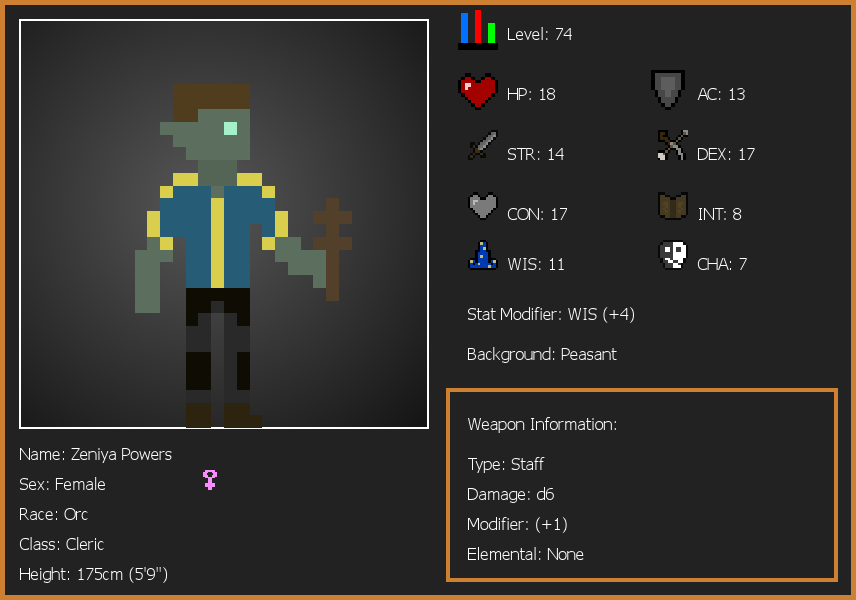 Level: 74
HP: 18
AC: 13
STR: 14
DEX: 17
CON: 17
INT: 8
WIS: 11
CHA: 7
Stat Modifier: WIS (+4)
Background: Peasant
Weapon Information:
Type: Staff
Damage: d6
Modifier: (+1)
Elemental: None
Name: Zeniya Powers
Sex: Female
Race: Orc
Class: Cleric
Height: 175cm (5'9")